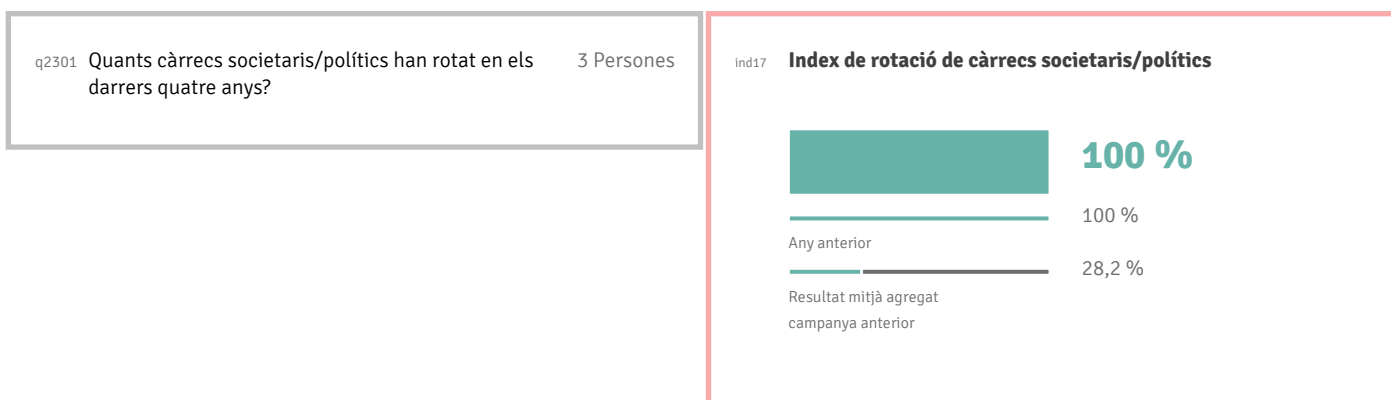 q2301 Quants càrrecs societaris/polítics han rotat en els 3 Persones
darrers quatre anys?
ind17 Index de rotació de càrrecs societaris/polítics
100 %
100 %
Any anterior
28,2 %
Resultat mitjà agregat
campanya anterior